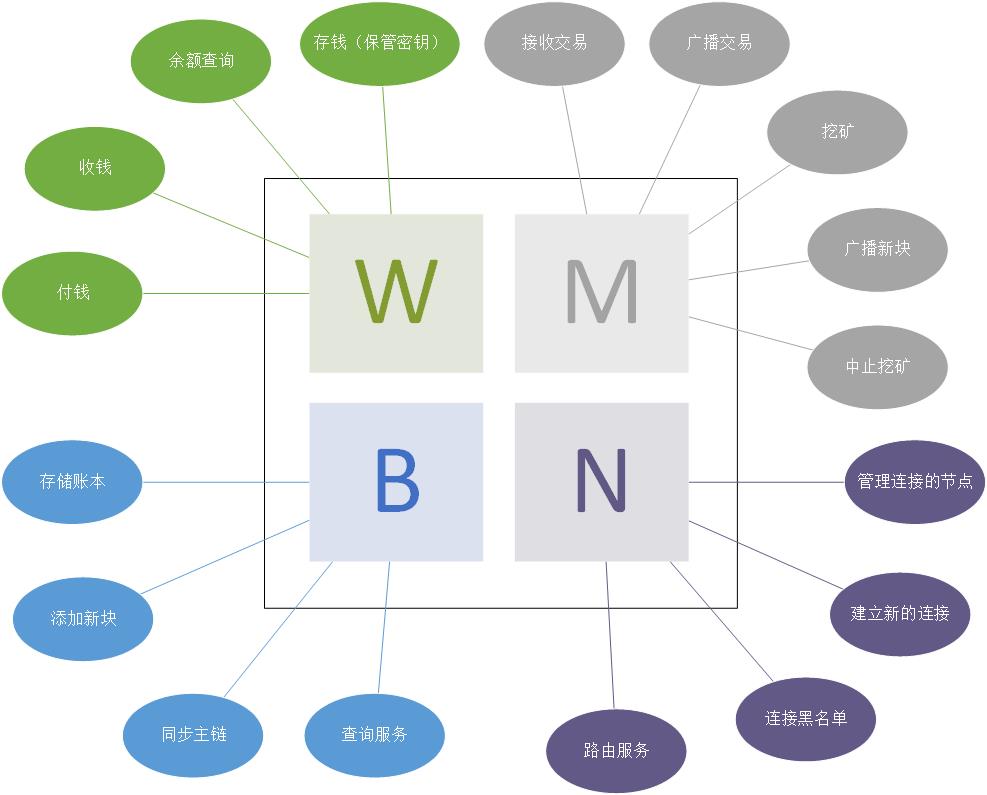 存钱（保管密钥）
接收交易
广播交易
余额查询
挖矿
收钱
广播新块
付钱
W
M
中止挖矿
存储账本
B
N
管理连接的节点
添加新块
建立新的连接
同步主链
查询服务
连接黑名单
路由服务